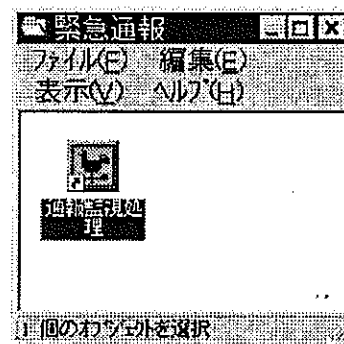 緊急通報
ファイル(F) 編集(E)
表示(V) ヘルプ(H)
通報監視処
理
1 個のオブジェクトを選択